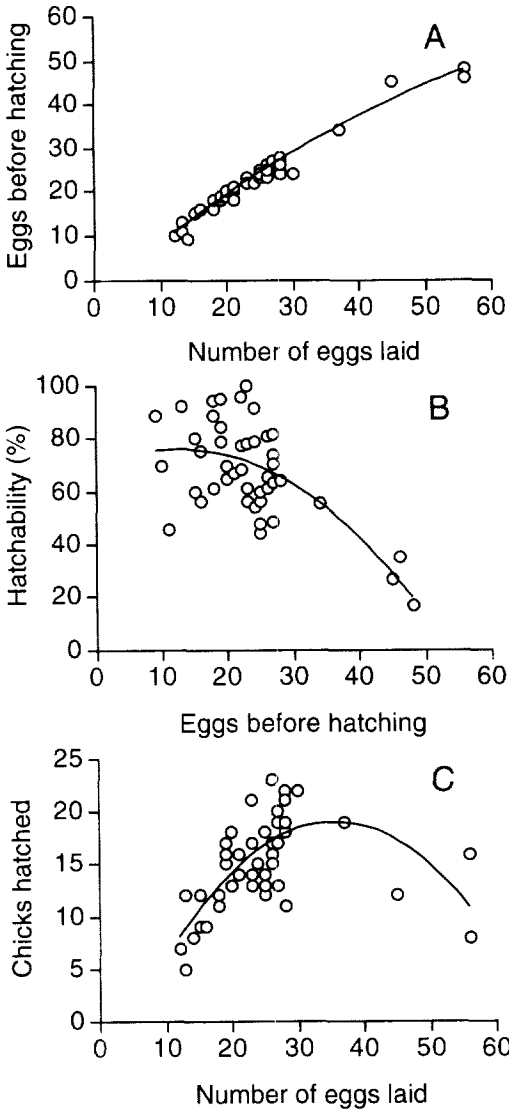 A
Eggs before hatching
60
50
40
30
20
10
0
0 10 20 30 40 50 60
Number of eggs laid
B
Hatchability (%)
100
80
60
40
20
0
0 10 20 30 40 50 60
Eggs before hatching
C
Chicks hatched
25
20
15
10
5
0
0 10 20 30 40 50 60
Number of eggs laid